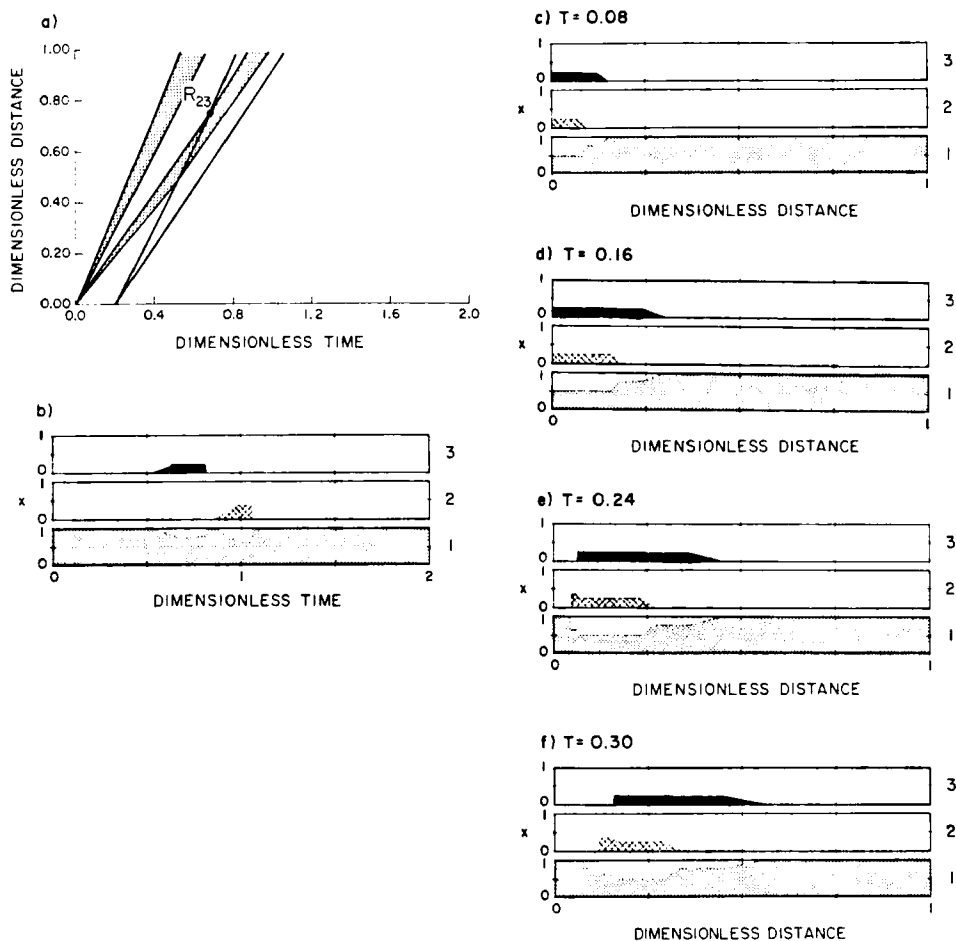 a)
1.00
0.80
0.60
0.40
0.20
0.00
0.0 0.4 0.8 1.2 1.6 2.0
DIMENSIONLESS DISTANCE
DIMENSIONLESS TIME
R23
b)
1
0
3
x
1
0
2
1
0
1
0 1 2
DIMENSIONLESS TIME
c) T= 0.08
1
0
3
x
1
0
2
1
0
1
0 1
DIMENSIONLESS DISTANCE
d) T= 0.16
1
0
3
x
1
0
2
1
0
1
0 1
DIMENSIONLESS DISTANCE
e) T= 0.24
1
0
3
x
1
0
2
1
0
1
0 1
DIMENSIONLESS DISTANCE
f) T= 0.30
1
0
3
x
1
0
2
1
0
1
0 1
DIMENSIONLESS DISTANCE